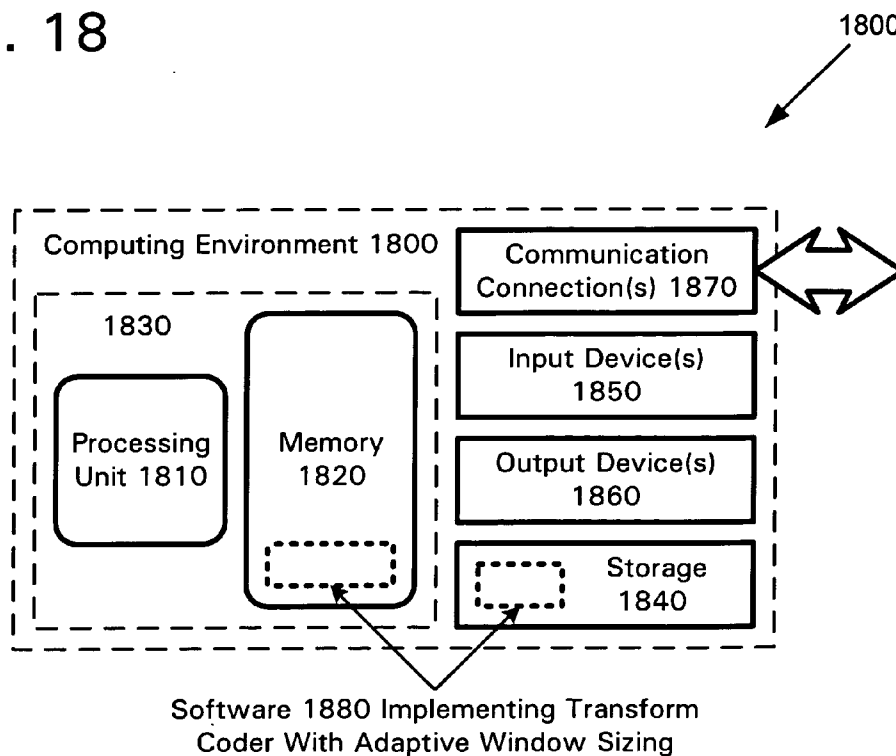 . 18
1800
Computing Environment 1800
Communication
Connection(s) 1870
1830
Input Device(s)
1850
Processing
Unit 1810
Memory
1820
Output Device(s)
1860
Storage
1840
Software 1880 Implementing Transform
Coder With Adaptive Window Sizing